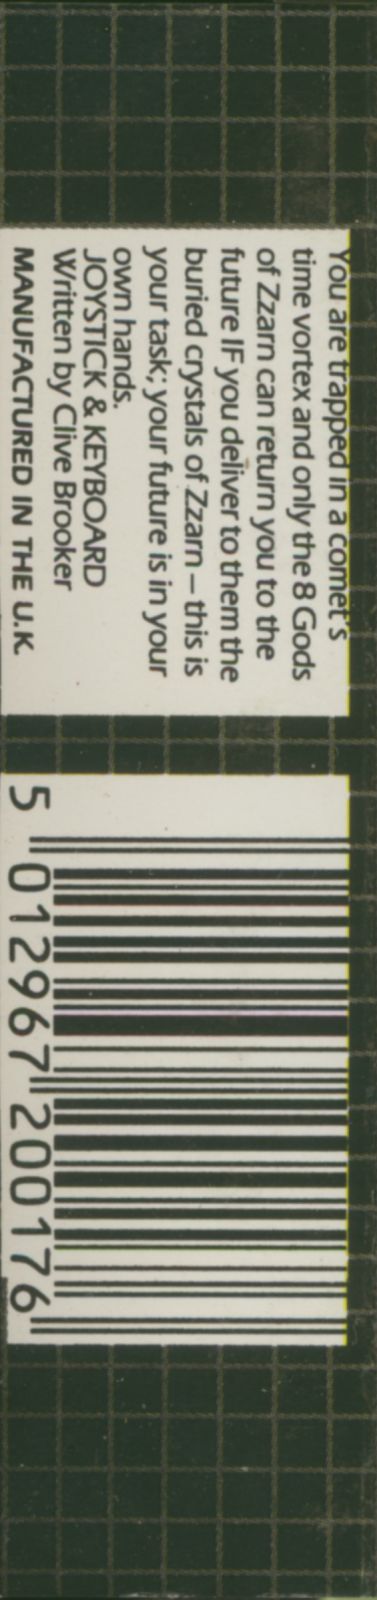 You are trapped in a comet's
time vortex and only the 8 Gods
of Zzarn can return you to the
future IF you deliver to them the
buried crystals of Zzarn – this is
your task; your future is in your
own hands.
JOYSTICK & KEYBOARD
Written by Clive Brooker
MANUFACTURED IN THE U.K.
5 012967 200176